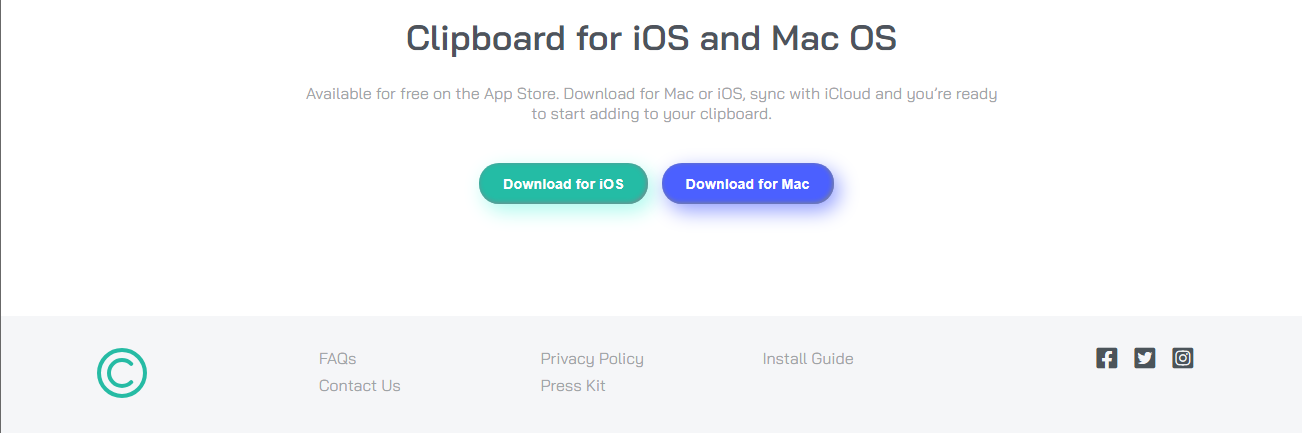 Clipboard for iOS and Mac OS
Available for free on the App Store. Download for Mac or iOS, sync with iCloud and you’re ready
to start adding to your clipboard.
Download for iOS
Download for Mac
FAQs
Contact Us
Privacy Policy
Press Kit
Install Guide